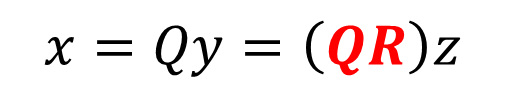 x = Qy = (QR)z